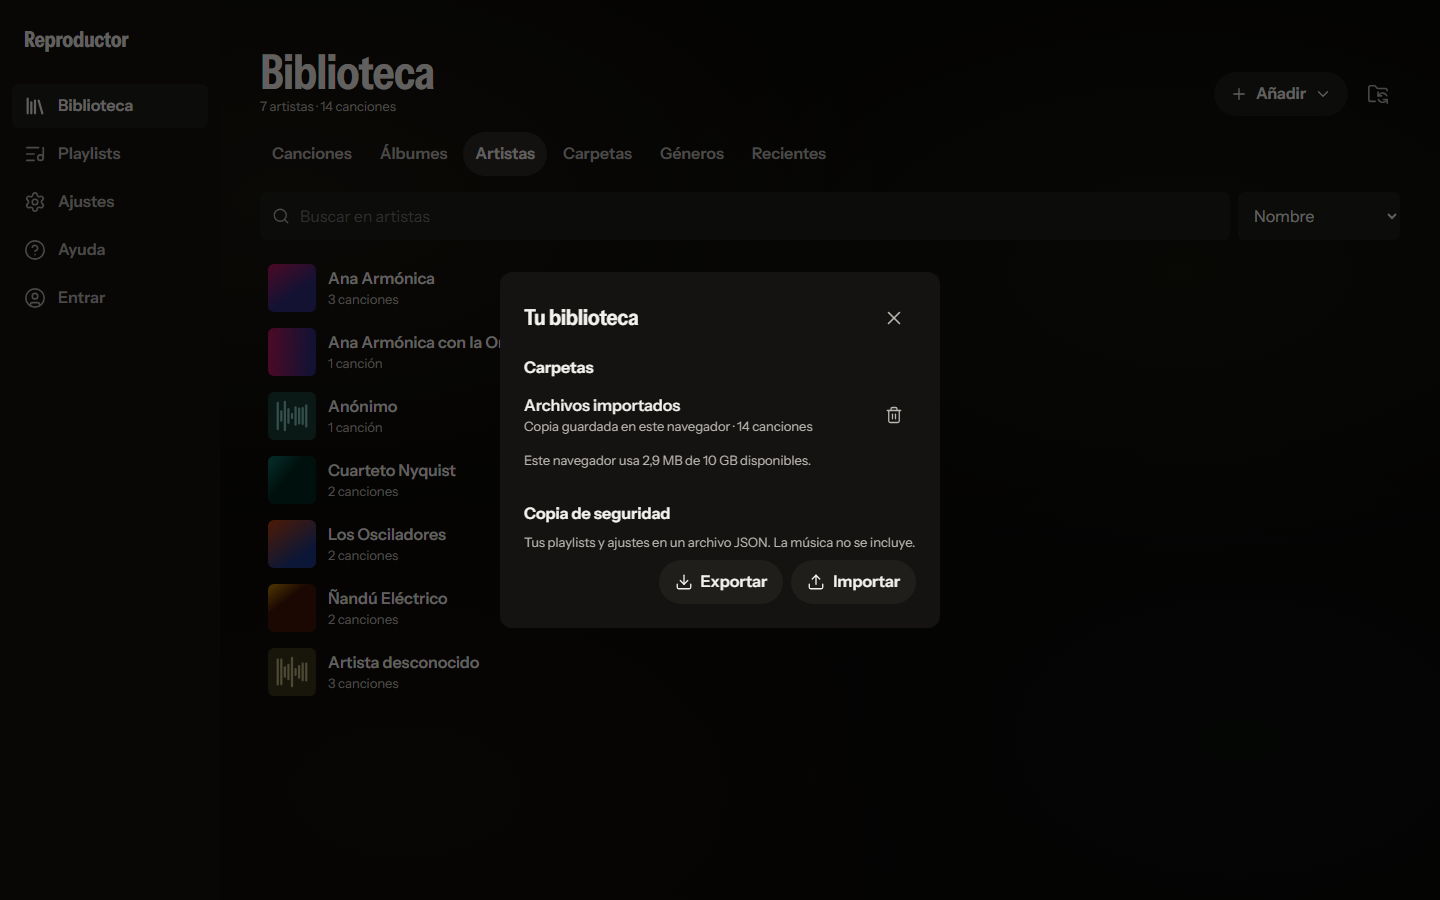 Reproductor
Biblioteca
Playlists
Ajustes
Ayuda
Entrar
Biblioteca
7 artistas · 14 canciones
Añadir
Canciones
Álbumes
Artistas
Carpetas
Géneros
Recientes
Buscar en artistas
Nombre
Ana Armónica
3 canciones
Ana Armónica con la
1 canción
Anónimo
1 canción
Cuarteto Nyquist
2 canciones
Los Osciladores
2 canciones
Ñandú Eléctrico
2 canciones
Artista desconocido
3 canciones
Tu biblioteca
Carpetas
Archivos importados
Copia guardada en este navegador · 14 canciones
Este navegador usa 2,9 MB de 10 GB disponibles.
Copia de seguridad
Tus playlists y ajustes en un archivo JSON. La música no se incluye.
Exportar
Importar